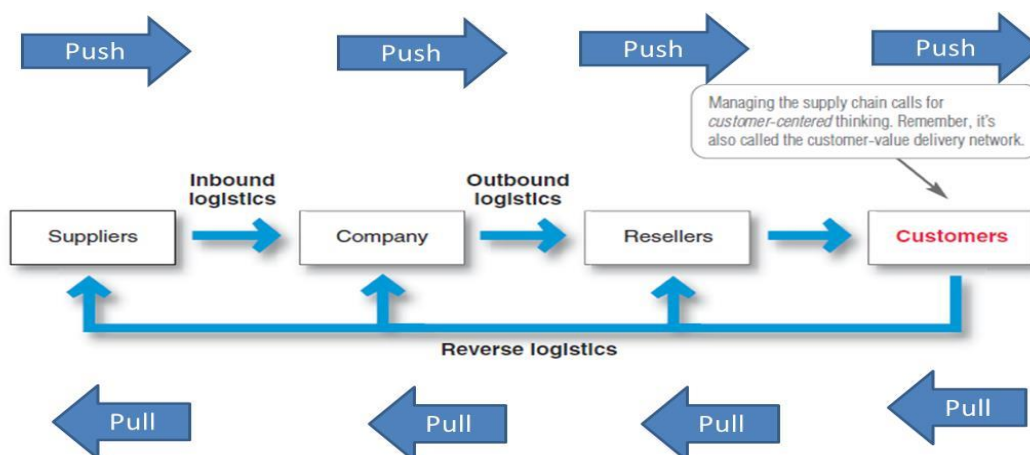 Push
Push
Push
Push
Managing the supply chain calls for
customer-centered thinking. Remember, it's
also called the customer-value delivery network.
Inbound
logistics
Outbound
logistics
Suppliers
Company
Resellers
Customers
Reverse logistics
Pull
Pull
Pull
Pull